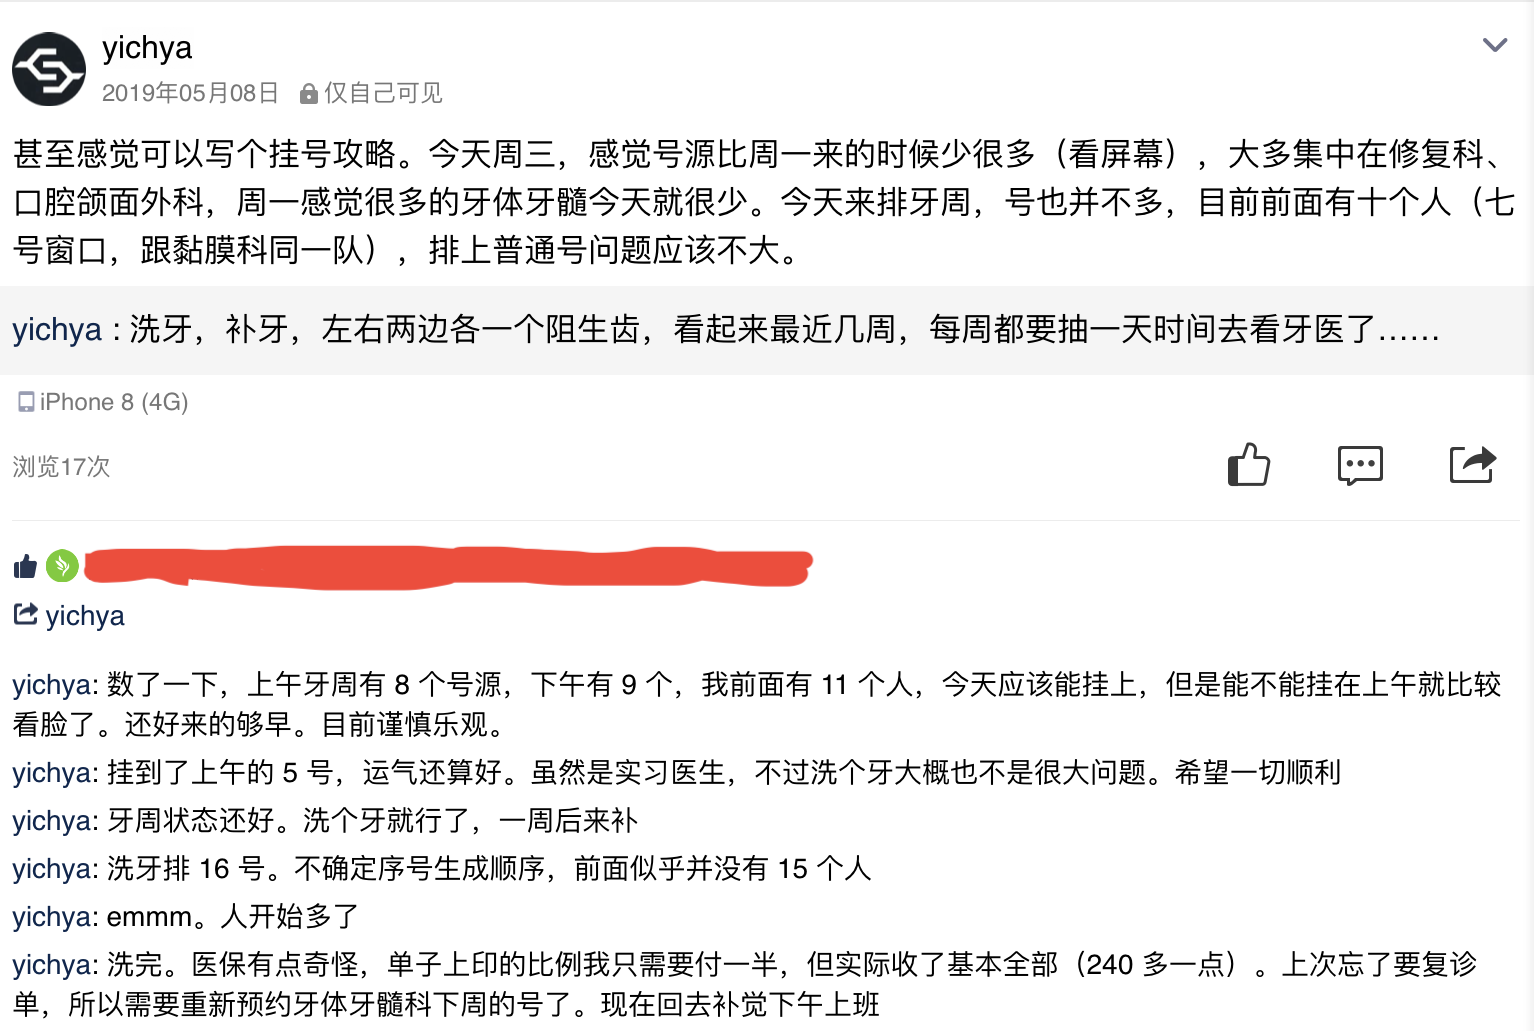 yichya
2019年05月08日 仅自己可见
甚至感觉可以写个挂号攻略。今天周三，感觉号源比周一来的时候少很多（看屏幕），大多集中在修复科、
口腔颌面外科，周一感觉很多的牙体牙髓今天就很少。今天来排牙周，号也并不多，目前前面有十个人（七
号窗口，跟黏膜科同一队），排上普通号问题应该不大。
yichya : 洗牙，补牙，左右两边各一个阻生齿，看起来最近几周，每周都要抽一天时间去看牙医了……
iPhone 8 (4G)
浏览17次
yichya
yichya: 数了一下，上午牙周有 8 个号源，下午有 9 个，我前面有 11 个人，今天应该能挂上，但是能不能挂在上午就比较
看脸了。还好来的够早。目前谨慎乐观。
yichya: 挂到了上午的 5 号，运气还算好。虽然是实习医生，不过洗个牙大概也不是很大问题。希望一切顺利
yichya: 牙周状态还好。洗个牙就行了，一周后来补
yichya: 洗牙排 16 号。不确定序号生成顺序，前面似乎并没有 15 个人
yichya: emmm。人开始多了
yichya: 洗完。医保有点奇怪，单子上印的比例我只需要付一半，但实际收了基本全部（240 多一点）。上次忘了要复诊
单，所以需要重新预约牙体牙髓科下周的号了。现在回去补觉下午上班